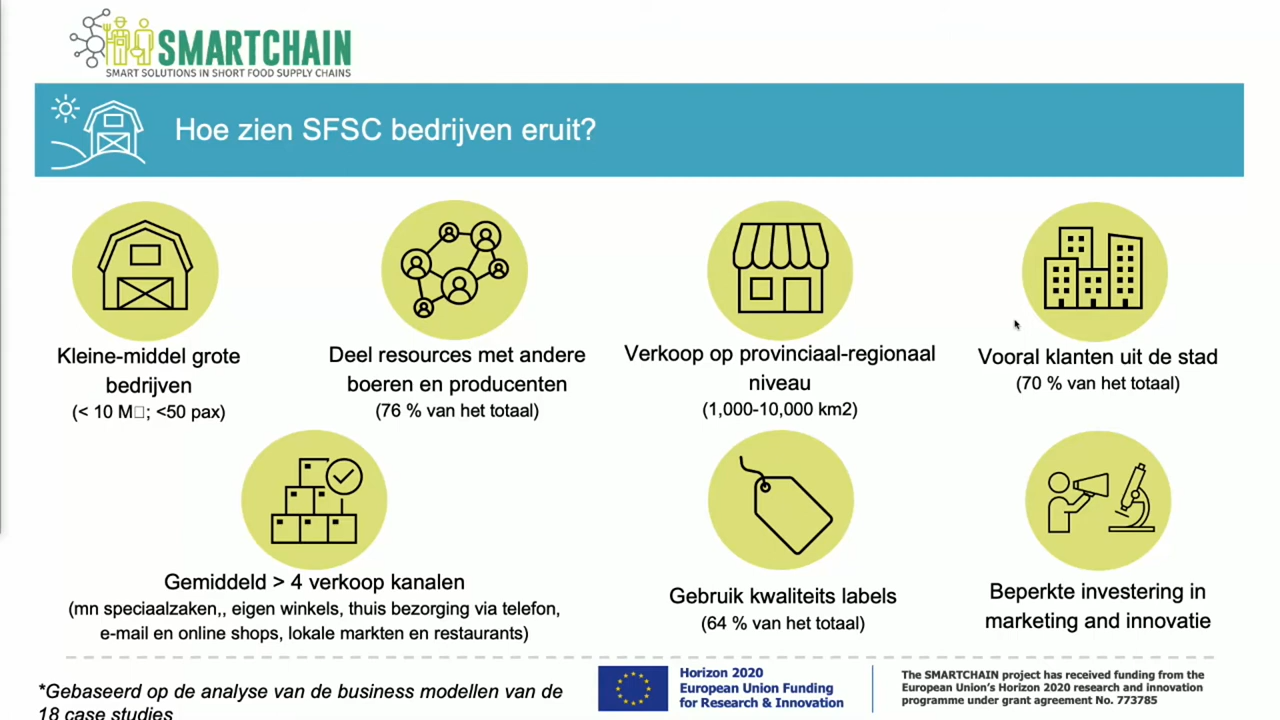 SMARTCHAIN
SMART SOLUTIONS IN SHORT FOOD SUPPLY CHAINS
Hoe zien SFSC bedrijven eruit?
Kleine-middel grote
bedrijven
(< 10 M□; <50 pax)
Deel resources met andere
boeren en producenten
(76 % van het totaal)
Verkoop op provinciaal-regionaal
niveau
(1,000-10,000 km2)
Vooral klanten uit de stad
(70 % van het totaal)
Gemiddeld > 4 verkoop kanalen
(mn speciaalzaken,, eigen winkels, thuis bezorging via telefon,
e-mail en online shops, lokale markten en restaurants)
Gebruik kwaliteits labels
(64 % van het totaal)
Beperkte investering in
marketing and innovatie
*Gebaseerd op de analyse van de business modellen van de
18 case studies
Horizon 2020
European Union Funding
for Research & Innovation
The SMARTCHAIN project has received funding from the
European Union's Horizon 2020 research and innovation
programme under grant agreement No. 773785